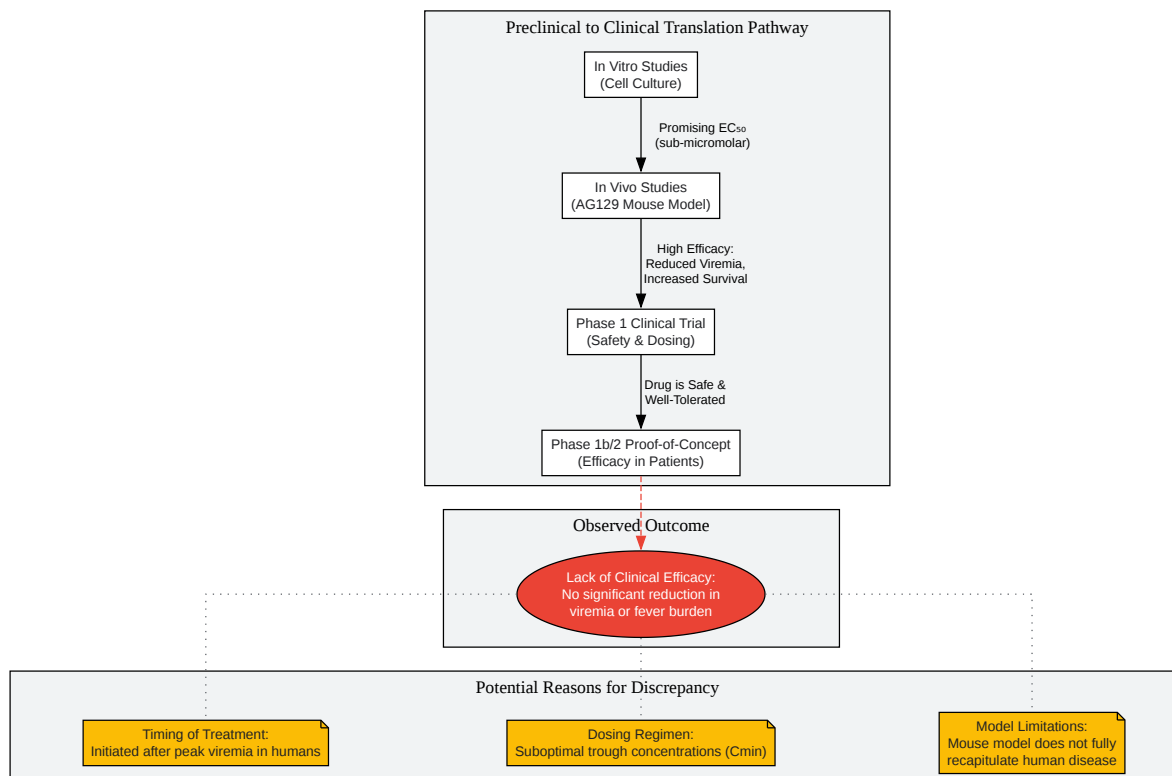 Preclinical to Clinical Translation Pathway
In Vitro Studies
(Cell Culture)
Promising EC₅₀
(sub-micromolar)
In Vivo Studies
(AG129 Mouse Model)
High Efficacy:
Reduced Viremia,
Increased Survival
Phase 1 Clinical Trial
(Safety & Dosing)
Drug is Safe &
Well-Tolerated
Phase 1b/2 Proof-of-Concept
(Efficacy in Patients)
Observed Outcome
Lack of Clinical Efficacy:
No significant reduction in
viremia or fever burden
Potential Reasons for Discrepancy
Timing of Treatment:
Initiated after peak viremia in humans
Dosing Regimen:
Suboptimal trough concentrations (Cmin)
Model Limitations:
Mouse model does not fully
recapitulate human disease